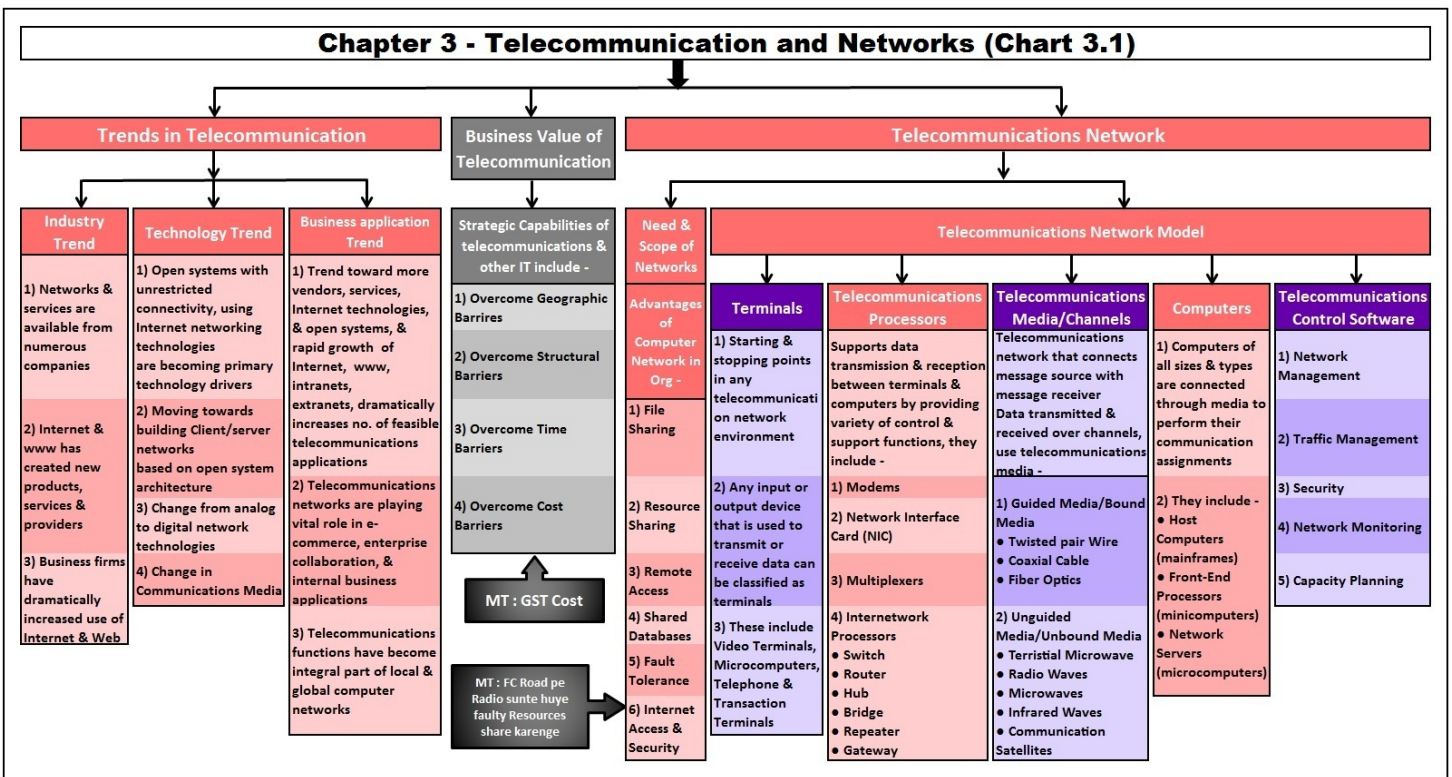 Chapter 3 - Telecommunication and Networks (Chart 3.1)
Trends in Telecommunication
Industry
Trend
1) Networks &
services are
available from
numerous
companies
2) Internet &
www has
created new
products,
services &
providers
3) Business firms
have
dramatically
increased use of
Internet & Web
Technology Trend
1) Open systems with
unrestricted
connectivity, using
Internet networking
technologies
are becoming primary
technology drivers
2) Moving towards
building Client/server
networks
based on open system
architecture
3) Change from analog
to digital network
technologies
4) Change in
Communications Media
Business application
Trend
1) Trend toward more
vendors, services,
Internet technologies,
& open systems, &
rapid growth of
Internet, www,
intranets,
extranets, dramatically
increases no. of feasible
telecommunications
applications
2) Telecommunications
networks are playing
vital role in e-
commerce, enterprise
collaboration, &
internal business
applications
3) Telecommunications
functions have become
integral part of local &
global computer
networks
Business Value of
Telecommunication
Strategic Capabilities of
telecommunications &
other IT include -
1) Overcome Geographic
Barrires
2) Overcome Structural
Barriers
3) Overcome Time
Barriers
4) Overcome Cost
Barriers
MT : GST Cost
MT : FC Road pe
Radio sunte huye
faulty Resources
share karenge
Telecommunications Network
Need &
Scope of
Networks
Advantages
of
Computer
Network in
Org -
1) File
Sharing
2) Resource
Sharing
3) Remote
Access
4) Shared
Databases
5) Fault
Tolerance
6) Internet
Access &
Security
Telecommunications Network Model
Terminals
1) Starting &
stopping points
in any
telecommunicati
on network
environment
2) Any input or
output device
that is used to
transmit or
receive data can
be classified as
terminals
3) These include
Video Terminals,
Microcomputers,
Telephone &
Transaction
Terminals
Telecommunications
Processors
Supports data
transmission & reception
between terminals &
computers by providing
variety of control &
support functions, they
include -
1) Modems
2) Network Interface
Card (NIC)
3) Multiplexers
4) Internetwork
Processors
● Switch
● Router
● Hub
● Bridge
● Repeater
● Gateway
Telecommunications
Media/Channels
Telecommunications
network that connects
message source with
message receiver
Data transmitted &
received over channels,
use telecommunications
media -
1) Guided Media/Bound
Media
● Twisted pair Wire
● Coaxial Cable
● Fiber Optics
2) Unguided
Media/Unbound Media
● Terristial Microwave
● Radio Waves
● Microwaves
● Infrared Waves
● Communication
Satellites
Computers
1) Computers of
all sizes & types
are connected
through media to
perform their
communication
assignments
2) They include -
● Host
Computers
(mainframes)
● Front-End
Processors
(minicomputers)
● Network
Servers
(microcomputers)
Telecommunications
Control Software
1) Network
Management
2) Traffic Management
3) Security
4) Network Monitoring
5) Capacity Planning